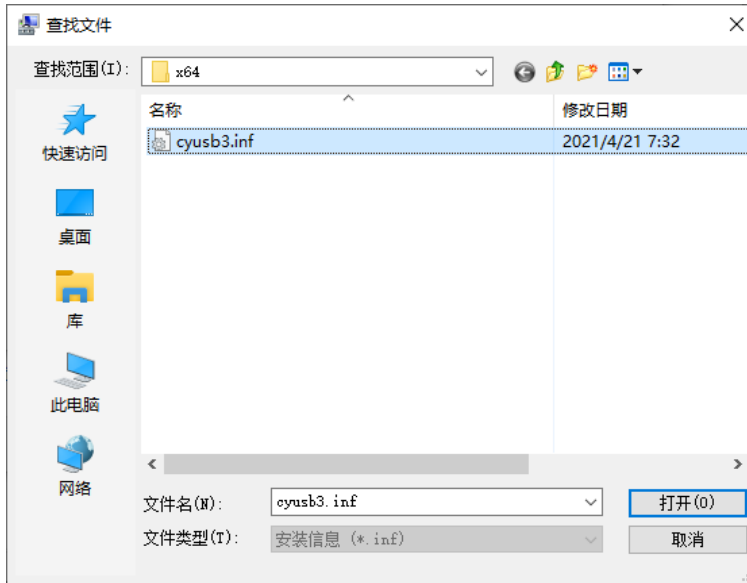 查找文件
查找范围(I): x64
名称 修改日期
cyusb3.inf 2021/4/21 7:32
快速访问
桌面
库
此电脑
网络
文件名(N): cyusb3.inf 打开(O)
文件类型(T): 安装信息 (*.inf) 取消